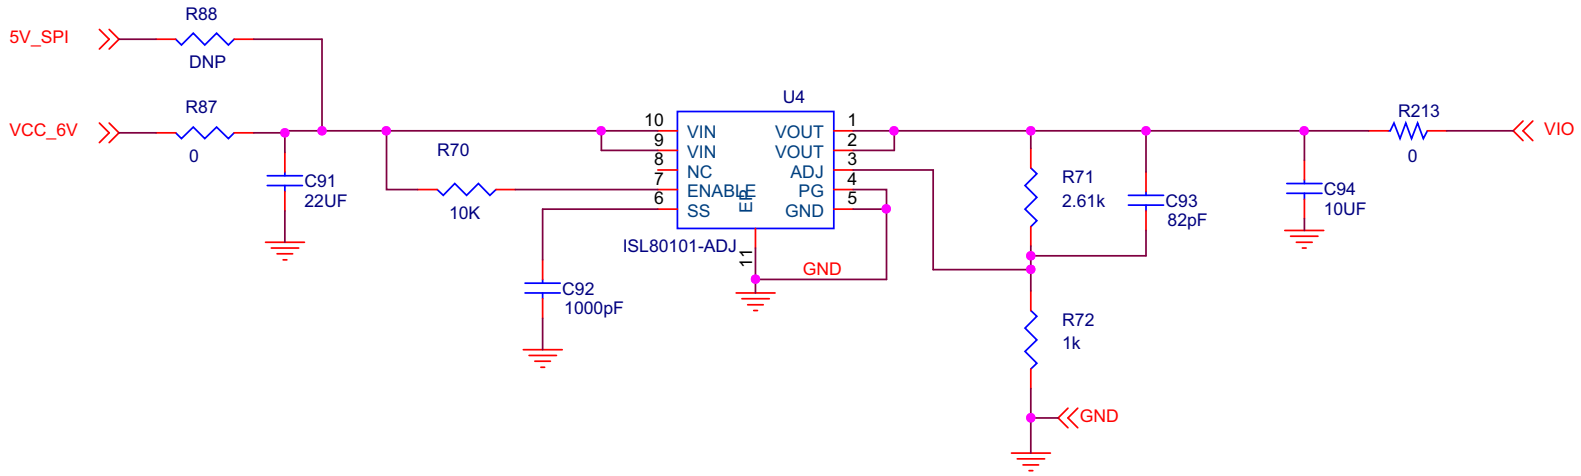 R88
5V_SPI
DNP
R87
VCC_6V
0
C91
22UF
R70
10K
U4
10 VIN VOUT 1
9 VIN VOUT 2
8 NC ADJ 3
7 ENABLE PG 4
6 SS EP GND 5
ISL80101-ADJ
11
GND
C92
1000pF
R71
2.61k
C93
82pF
C94
10UF
R213
0
VIO
R72
1k
GND